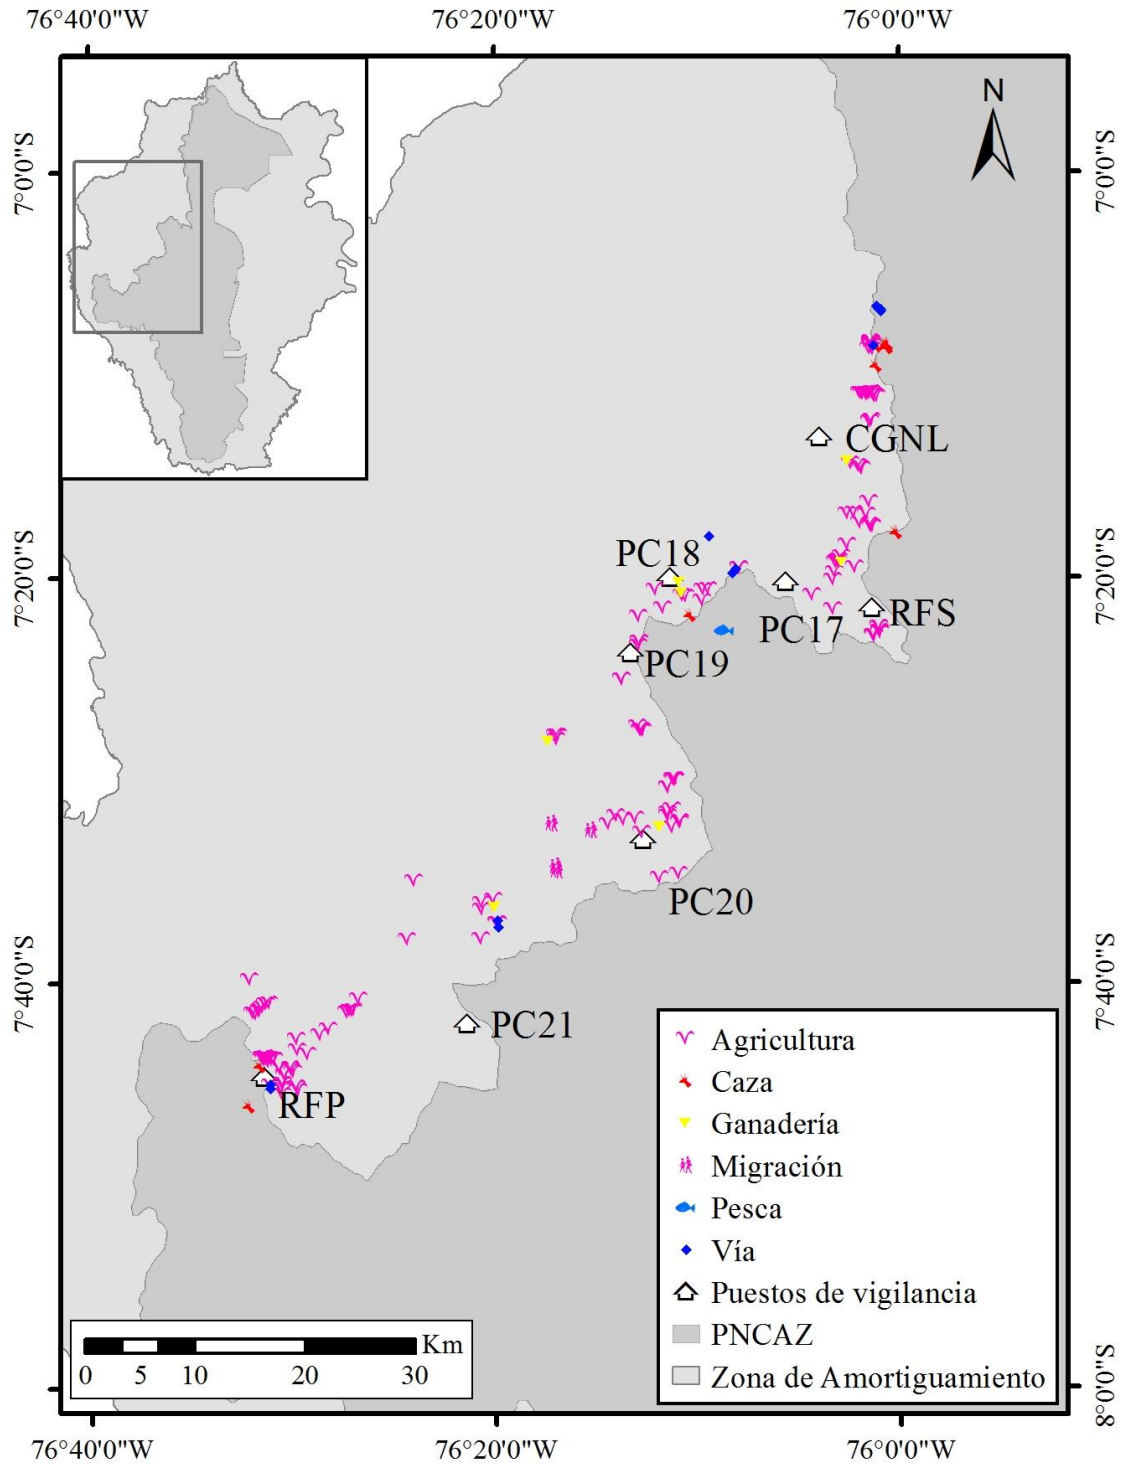 76°40'0"W 76°20'0"W 76°0'0"W
N
7°0'0"S 7°0'0"S
CGNL
PC18
7°20'0"S 7°20'0"S
RFS
PC17
PC19
PC20
7°40'0"S 7°40'0"S
PC21
RFP
Agricultura
Caza
Ganadería
Migración
Pesca
Vía
Puestos de vigilancia
PNCAZ
Zona de Amortiguamiento
Km
0 5 10 20 30
8°0'0"S
76°40'0"W 76°20'0"W 76°0'0"W